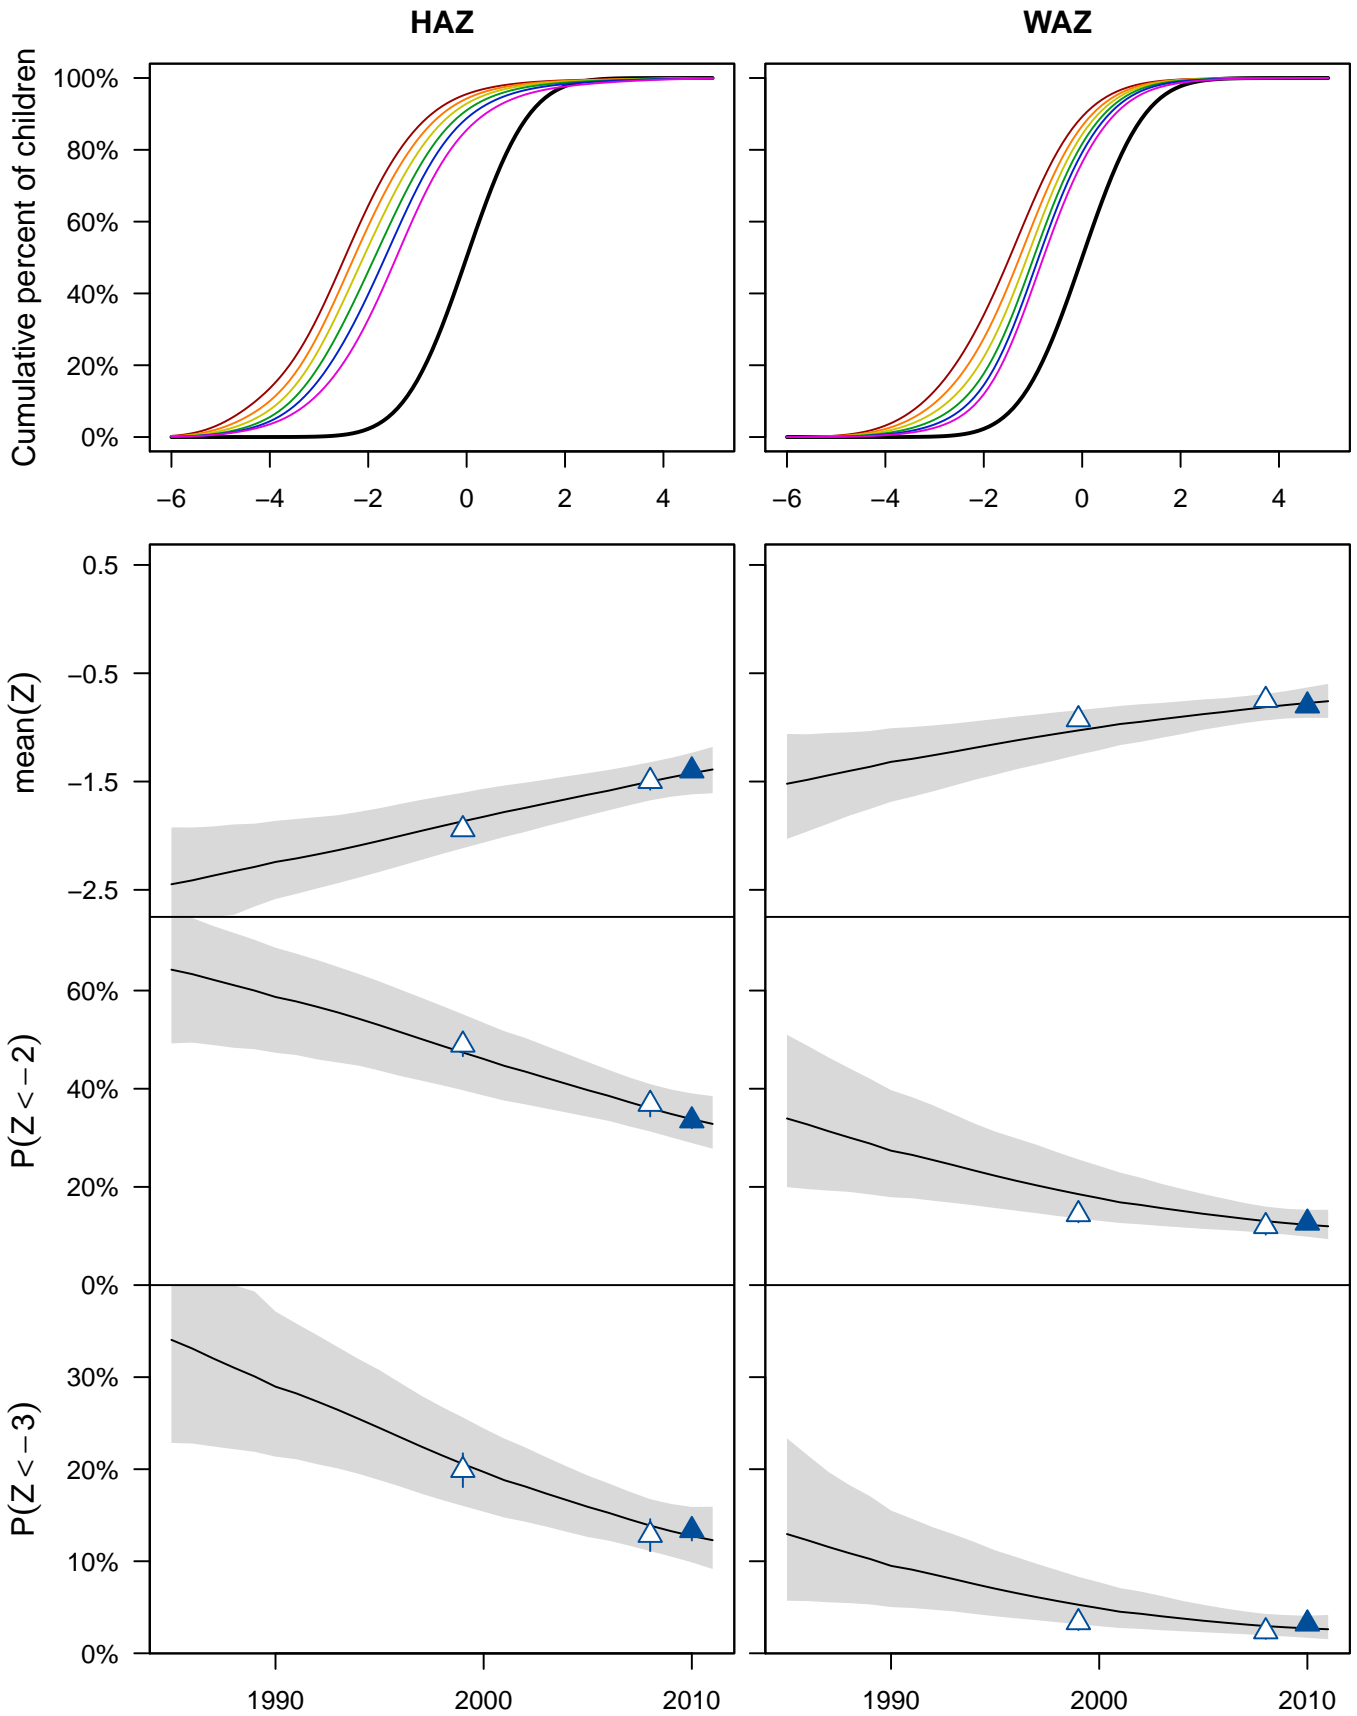 HAZ WAZ
Cumulative percent of children
100%
80%
60%
40%
20%
0%
−6 −4 −2 0 2 4 −6 −4 −2 0 2 4
mean(Z)
0.5
−0.5
−1.5
−2.5
P(Z < −2)
60%
40%
20%
0%
P(Z < −3)
30%
20%
10%
0%
1990 2000 2010 1990 2000 2010